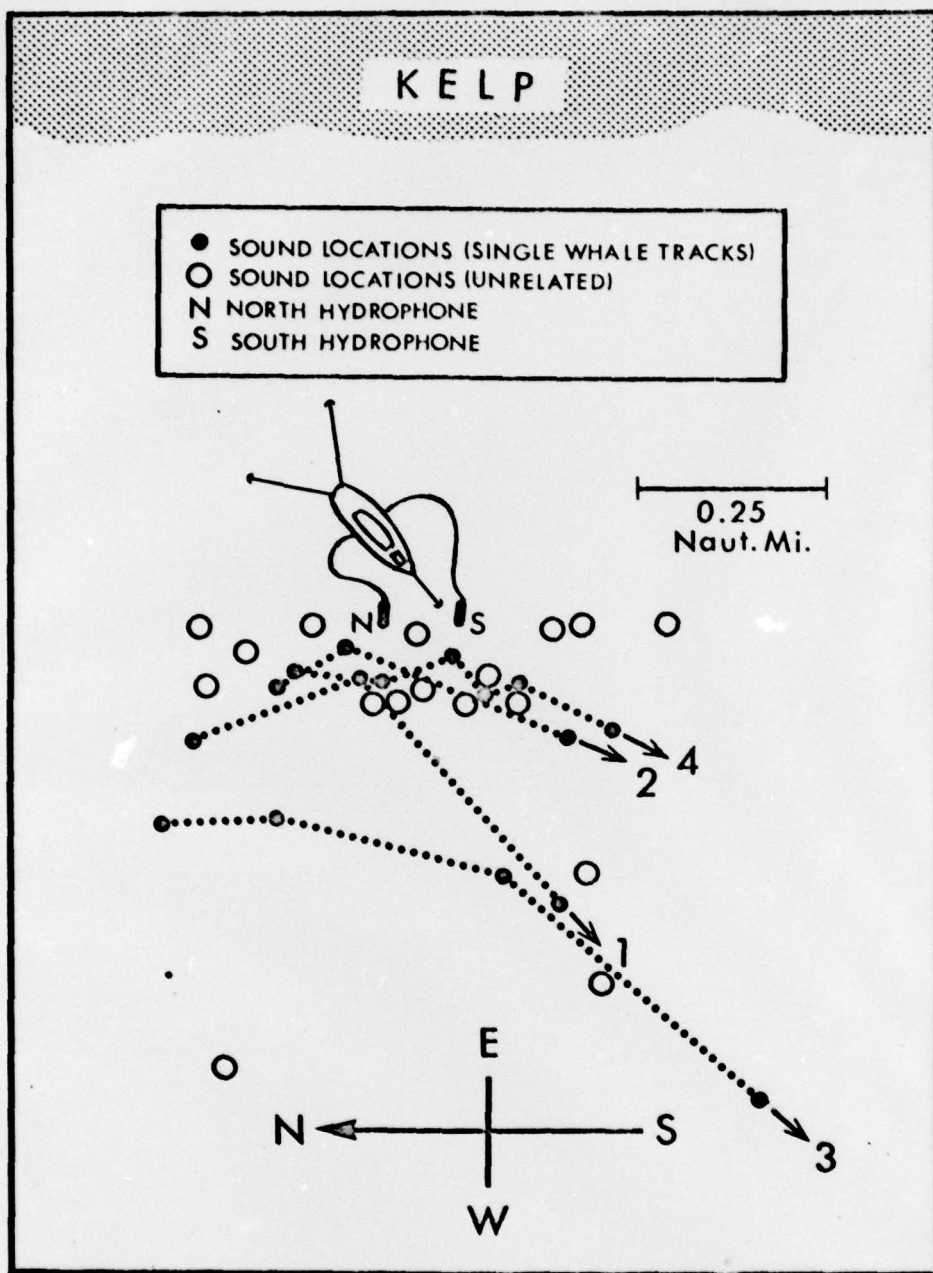 KELP
SOUND LOCATIONS (SINGLE WHALE TRACKS)
SOUND LOCATIONS (UNRELATED)
N NORTH HYDROPHONE
S SOUTH HYDROPHONE
0.25
Naut. Mi.
N
S
4
2
1
E
N
S
3
W